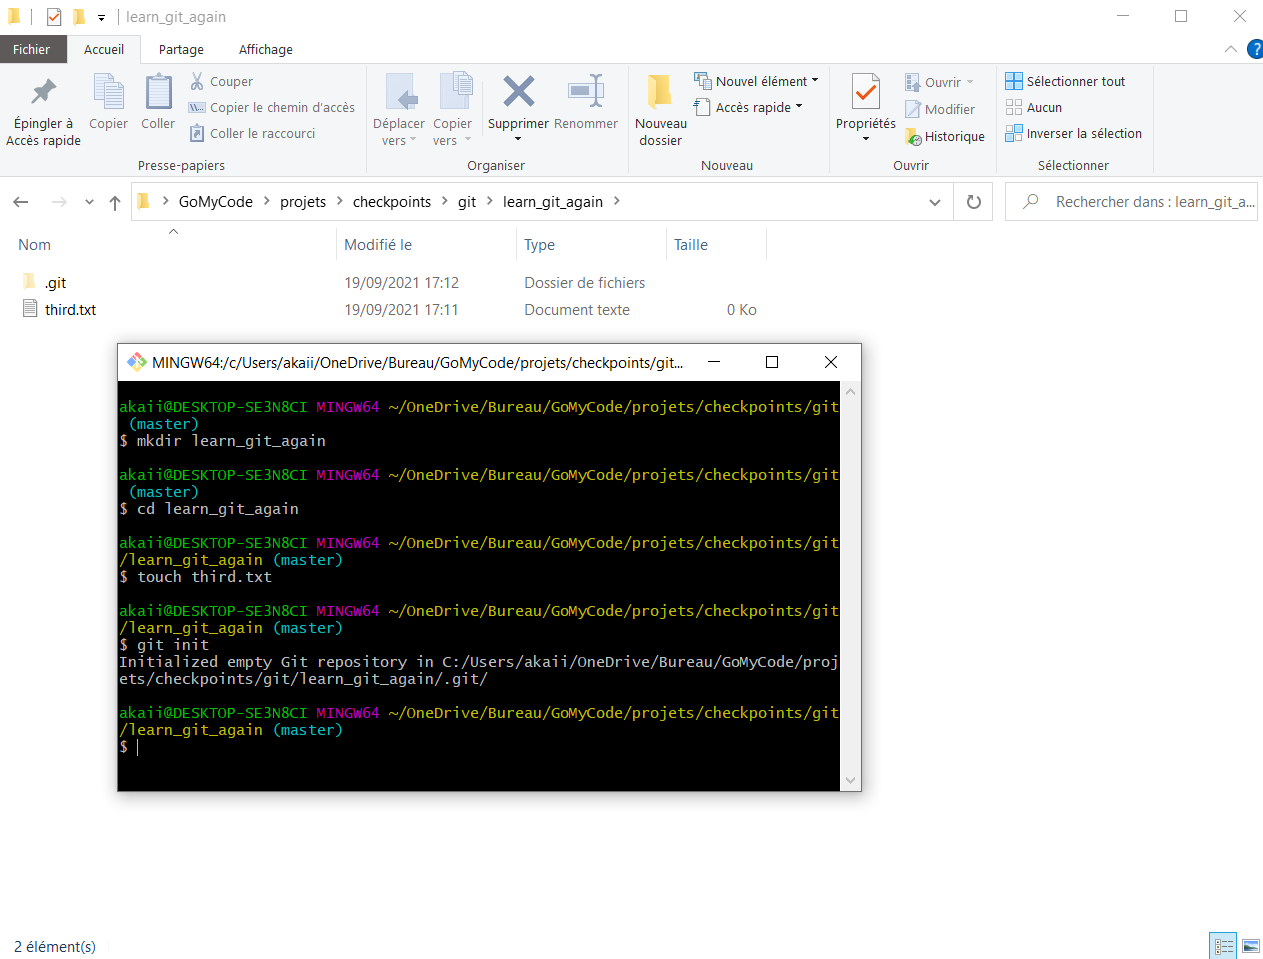 learn_git_again
Fichier Accueil Partage Affichage
?
Épingler à Accès rapide
Copier
Coller
Couper
Copier le chemin d'accès
Coller le raccourci
Presse-papiers
Déplacer vers
Copier vers
Supprimer
Renommer
Organiser
Nouveau dossier
Nouvel élément
Accès rapide
Nouveau
Propriétés
Ouvrir
Modifier
Historique
Ouvrir
Sélectionner tout
Aucun
Inverser la sélection
Sélectionner
GoMyCode projets checkpoints git learn_git_again
Rechercher dans : learn_git_a...
Nom Modifié le Type Taille
.git 19/09/2021 17:12 Dossier de fichiers
third.txt 19/09/2021 17:11 Document texte 0 Ko
MINGW64:/c/Users/akaii/OneDrive/Bureau/GoMyCode/projets/checkpoints/git...
akaii@DESKTOP-SE3N8CI MINGW64 ~/OneDrive/Bureau/GoMyCode/projets/checkpoints/git
(master)
$ mkdir learn_git_again
akaii@DESKTOP-SE3N8CI MINGW64 ~/OneDrive/Bureau/GoMyCode/projets/checkpoints/git
(master)
$ cd learn_git_again
akaii@DESKTOP-SE3N8CI MINGW64 ~/OneDrive/Bureau/GoMyCode/projets/checkpoints/git
/learn_git_again (master)
$ touch third.txt
akaii@DESKTOP-SE3N8CI MINGW64 ~/OneDrive/Bureau/GoMyCode/projets/checkpoints/git
/learn_git_again (master)
$ git init
Initialized empty Git repository in C:/Users/akaii/OneDrive/Bureau/GoMyCode/proj
ets/checkpoints/git/learn_git_again/.git/
akaii@DESKTOP-SE3N8CI MINGW64 ~/OneDrive/Bureau/GoMyCode/projets/checkpoints/git
/learn_git_again (master)
$
2 élément(s)